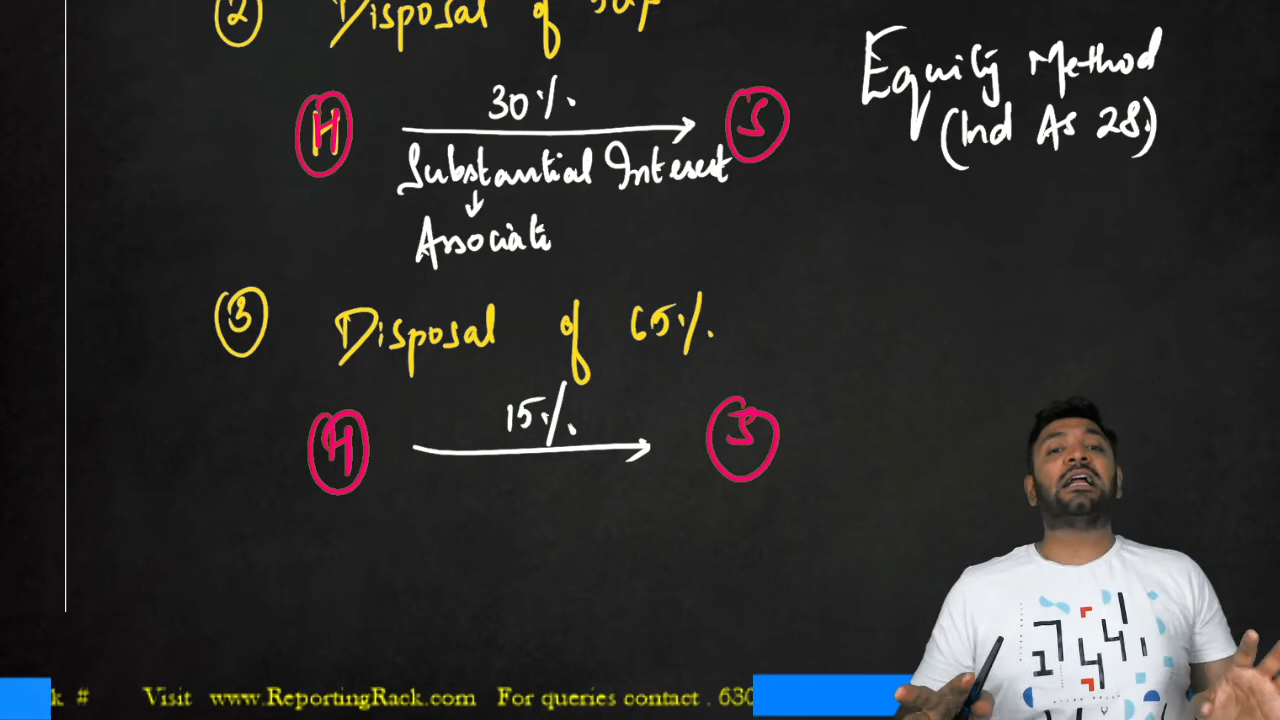 ② Disposal of
Equity Method
(Ind As 28)
30%
H S
Substantial Interest
↓
Associate
③ Disposal of 65%
15%
H S
k # Visit www.ReportingRack.com For queries contact . 630